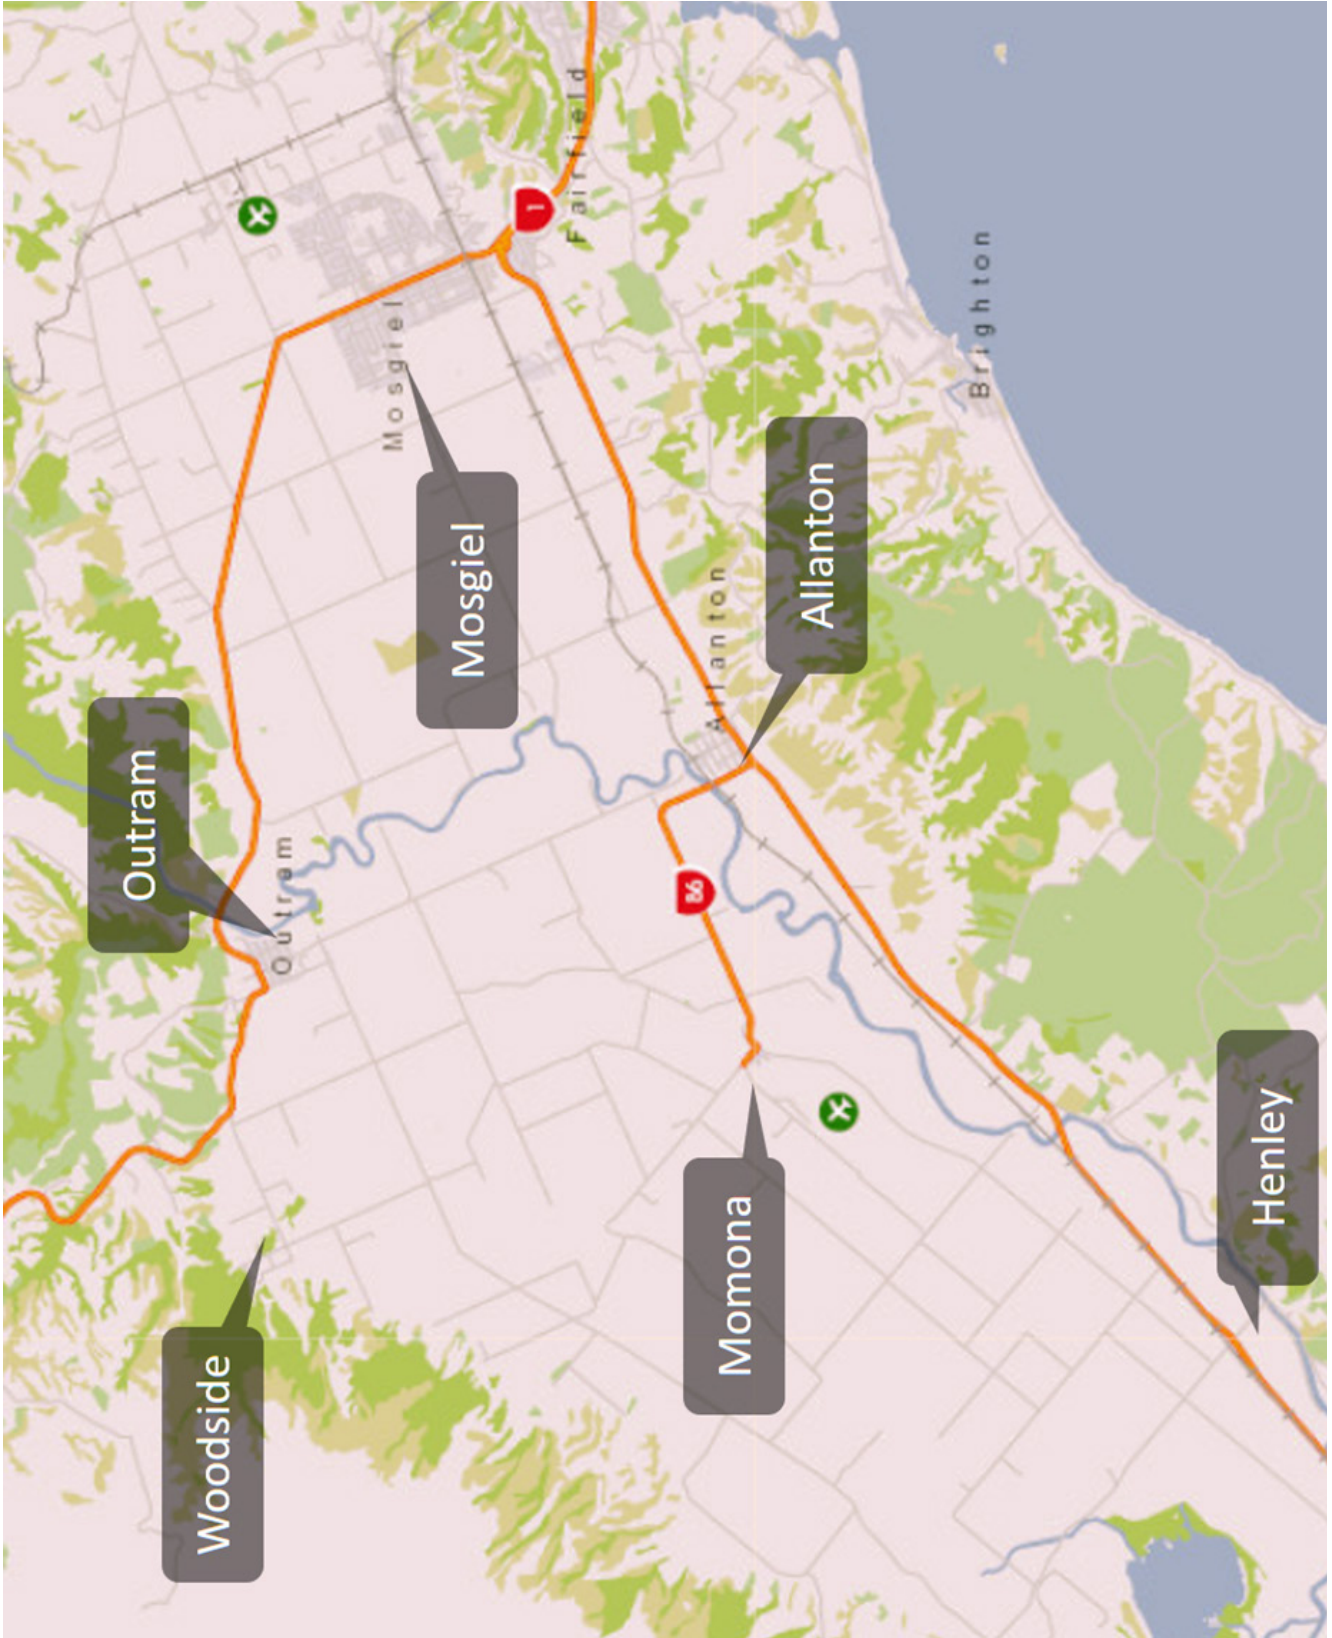 Woodside
Outram
Outram
Mosgiel
Mosgiel
Momona
86
Allanton
Allanton
1
Fairfield
Brighton
Henley